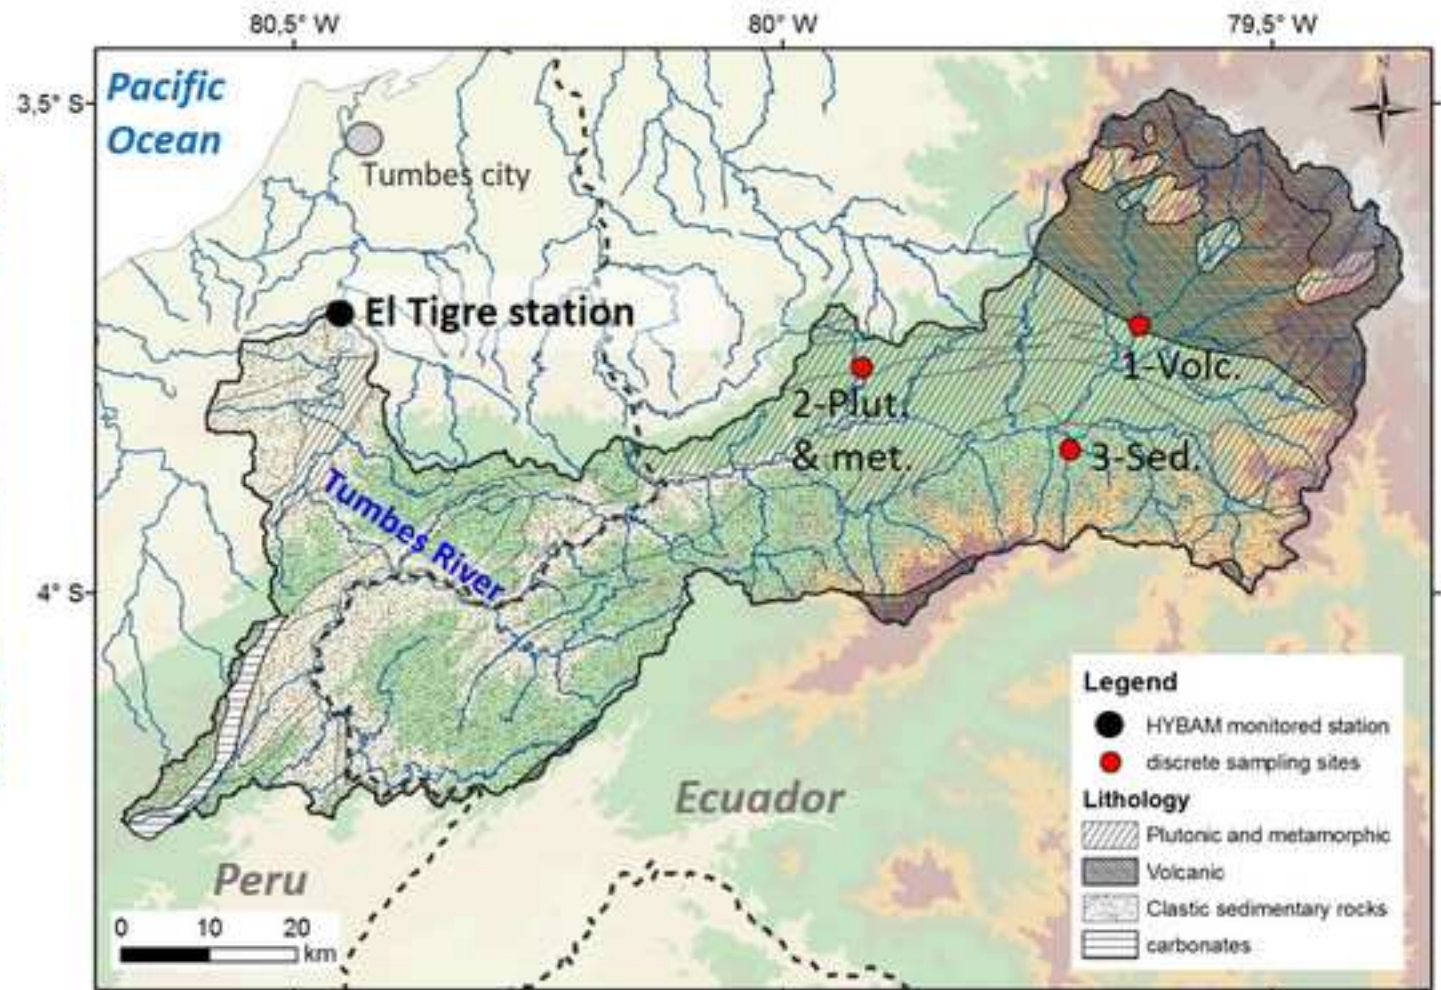 80,5° W
80° W
79,5° W
3,5° S
Pacific
Ocean
N
Tumbes city
El Tigre station
1-Volc.
2-Plut.
& met.
3-Sed.
Tumbes River
4° S
Ecuador
Peru
0 10 20
km
Legend
HYBAM monitored station
discrete sampling sites
Lithology
Plutonic and metamorphic
Volcanic
Clastic sedimentary rocks
carbonates